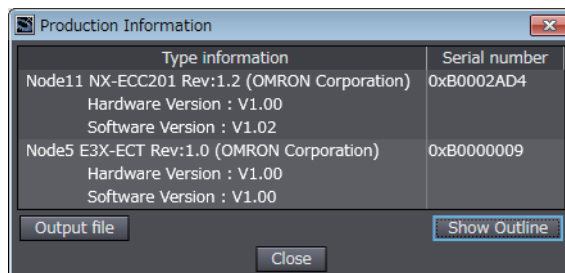 Production Information
Type information Serial number
Node11 NX-ECC201 Rev:1.2 (OMRON Corporation) 0xB0002AD4
Hardware Version : V1.00
Software Version : V1.02
Node5 E3X-ECT Rev:1.0 (OMRON Corporation) 0xB0000009
Hardware Version : V1.00
Software Version : V1.00
Output file Show Outline
Close